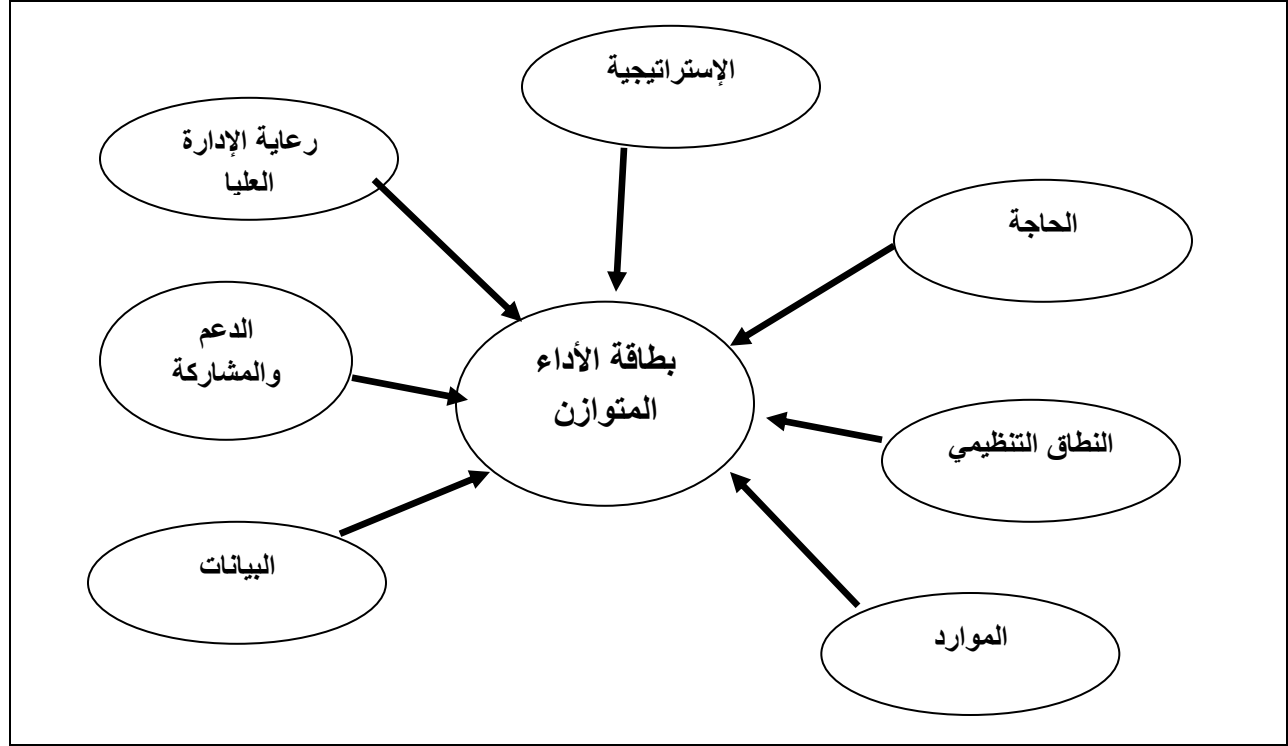 الإستراتيجية
رعاية الإدارة
العليا
الحاجة
الدعم
والمشاركة
بطاقة الأداء
المتوازن
النطاق التنظيمي
البيانات
الموارد